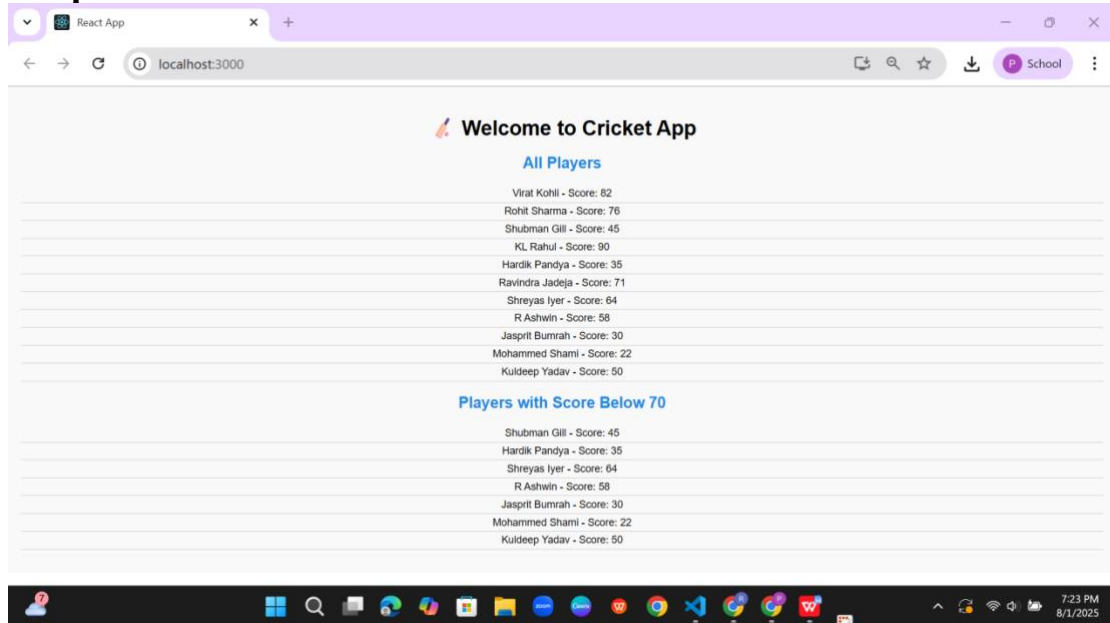 React App
localhost:3000
P School
Welcome to Cricket App
All Players
Virat Kohli - Score: 82
Rohit Sharma - Score: 76
Shubman Gill - Score: 45
KL Rahul - Score: 90
Hardik Pandya - Score: 35
Ravindra Jadeja - Score: 71
Shreyas Iyer - Score: 64
R Ashwin - Score: 58
Jasprit Bumrah - Score: 30
Mohammed Shami - Score: 22
Kuldeep Yadav - Score: 50
Players with Score Below 70
Shubman Gill - Score: 45
Hardik Pandya - Score: 35
Shreyas Iyer - Score: 64
R Ashwin - Score: 58
Jasprit Bumrah - Score: 30
Mohammed Shami - Score: 22
Kuldeep Yadav - Score: 50
7
zoom
Canva
7:23 PM
8/1/2025